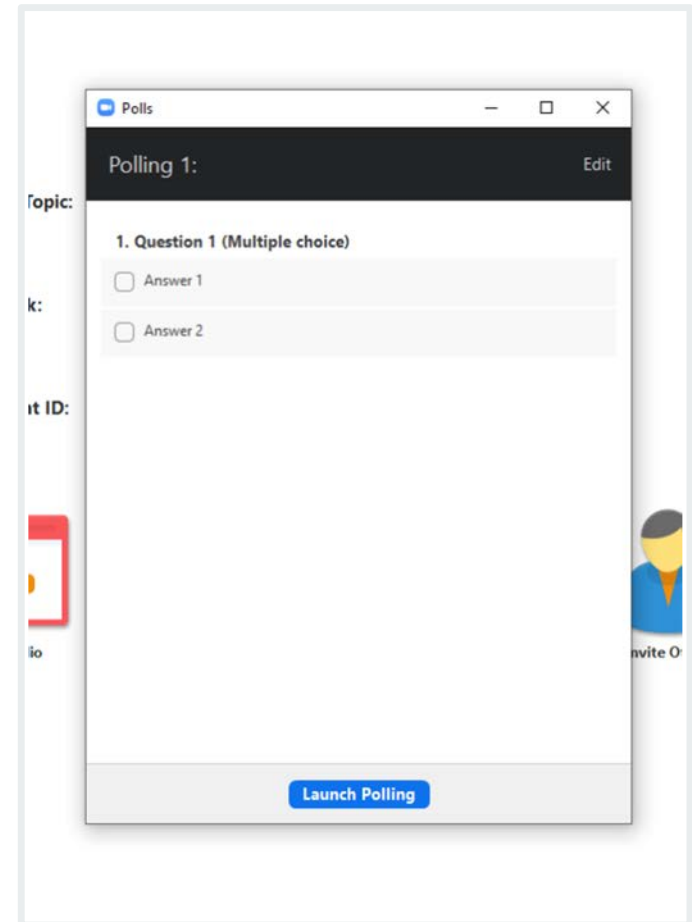 Polls
Polling 1:
Edit
Topic:
1. Question 1 (Multiple choice)
Answer 1
k:
Answer 2
nt ID:
io
nvite O
Launch Polling